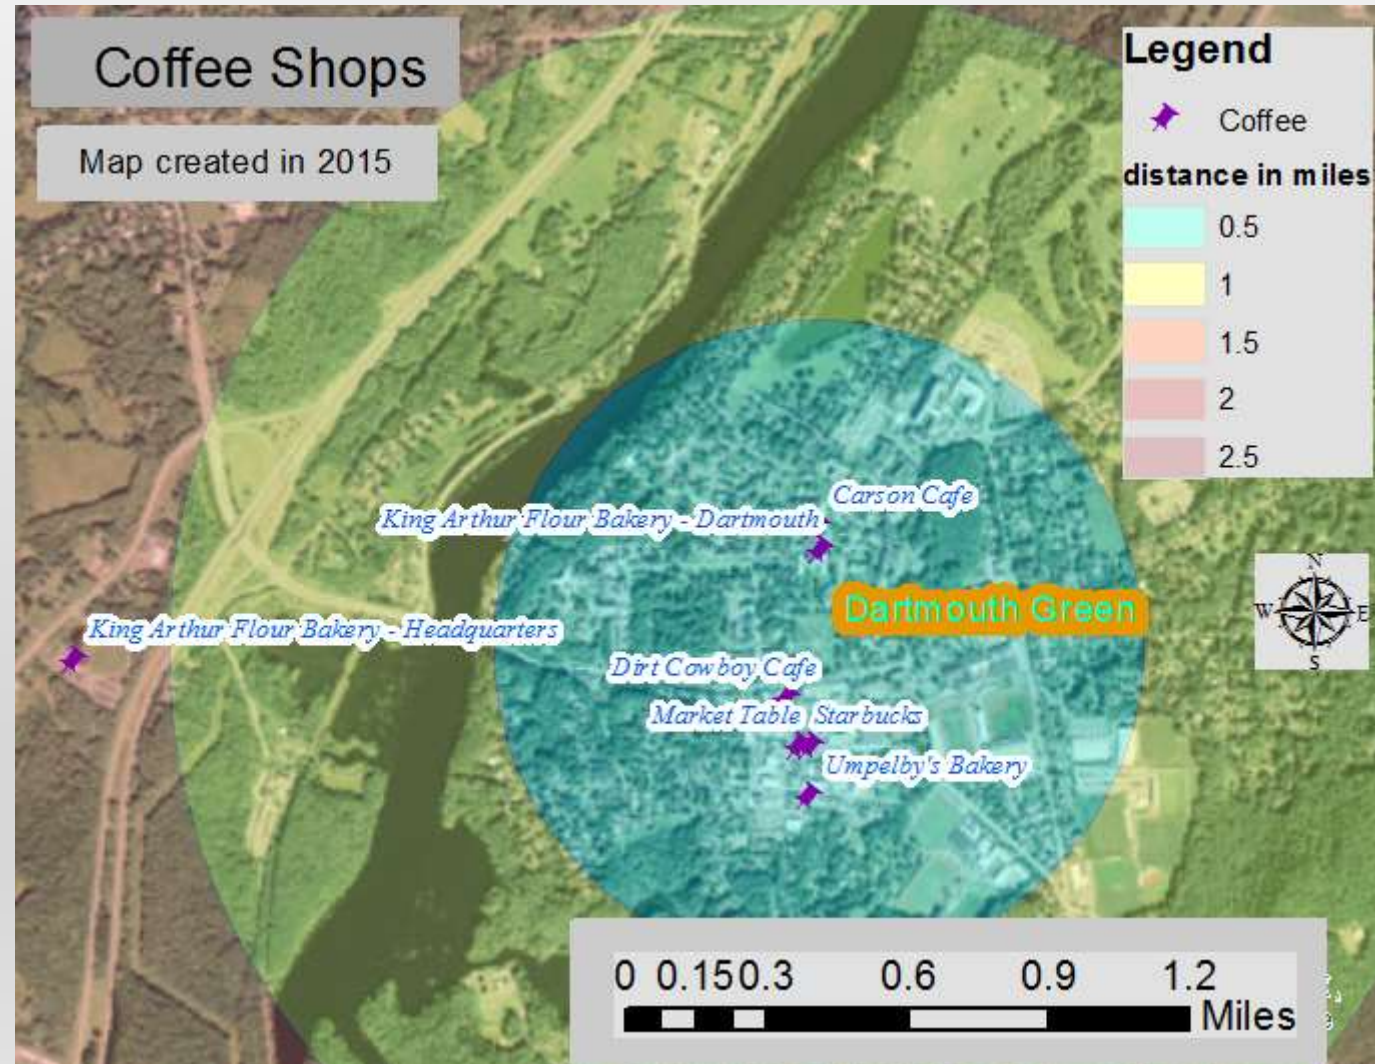 Coffee Shops
Map created in 2015
Legend
Coffee
distance in miles
0.5
1
1.5
2
2.5
Carson Cafe
King Arthur Flour Bakery - Dartmouth
Dartmouth Green
N
W E
S
King Arthur Flour Bakery - Headquarters
Dirt Cowboy Cafe
Market Table Starbucks
Umpelby's Bakery
0 0.15 0.3 0.6 0.9 1.2
Miles